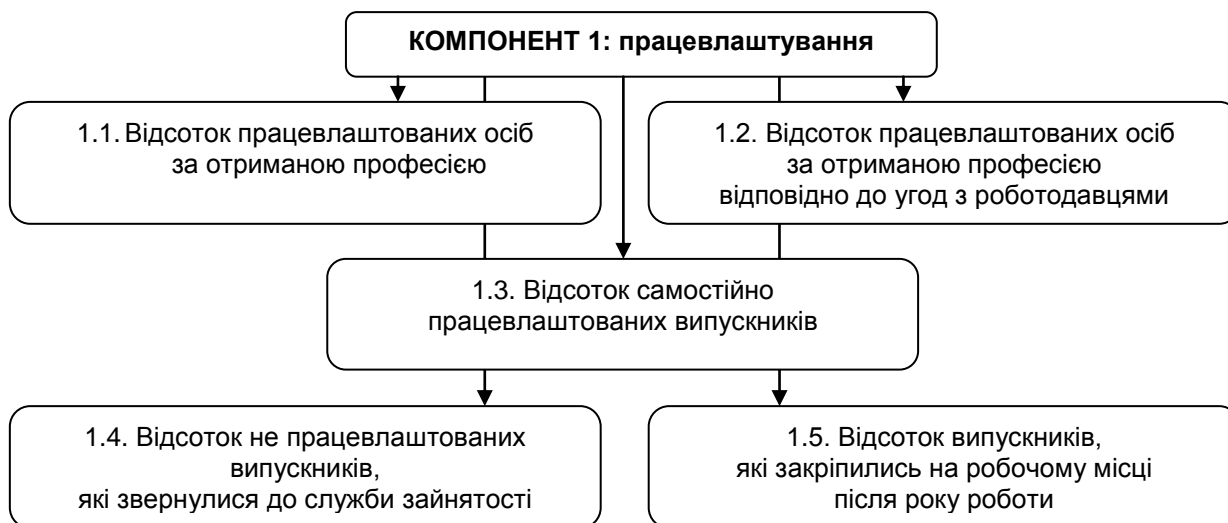 КОМПОНЕНТ 1: працевлаштування
1.1. Відсоток працевлаштованих осіб
за отриманою професією
1.2. Відсоток працевлаштованих осіб
за отриманою професією
відповідно до угод з роботодавцями
1.3. Відсоток самостійно
працевлаштованих випускників
1.4. Відсоток не працевлаштованих
випускників,
які звернулися до служби зайнятості
1.5. Відсоток випускників,
які закріпились на робочому місці
після року роботи